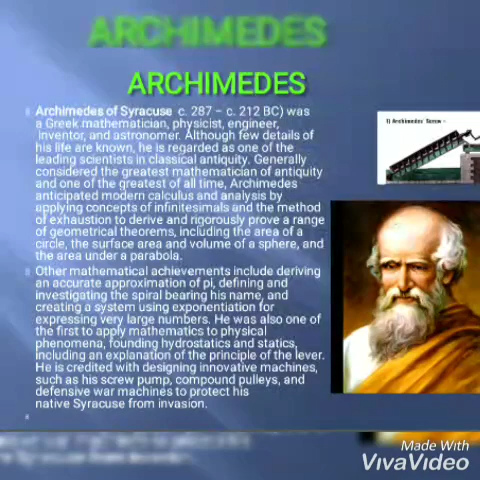 ARCHIMEDES
ARCHIMEDES
Archimedes of Syracuse c. 287 – c. 212 BC) was
a Greek mathematician, physicist, engineer,
inventor, and astronomer. Although few details of
his life are known, he is regarded as one of the
leading scientists in classical antiquity. Generally
considered the greatest mathematician of antiquity
and one of the greatest of all time, Archimedes
anticipated modern calculus and analysis by
applying concepts of infinitesimals and the method
of exhaustion to derive and rigorously prove a range
of geometrical theorems, including the area of a
circle, the surface area and volume of a sphere, and
the area under a parabola.
Other mathematical achievements include deriving
an accurate approximation of pi, defining and
investigating the spiral bearing his name, and
creating a system using exponentiation for
expressing very large numbers. He was also one of
the first to apply mathematics to physical
phenomena, founding hydrostatics and statics,
including an explanation of the principle of the lever.
He is credited with designing innovative machines,
such as his screw pump, compound pulleys, and
defensive war machines to protect his
native Syracuse from invasion.
1) Archimedes' Screw -
Made With
VivaVideo